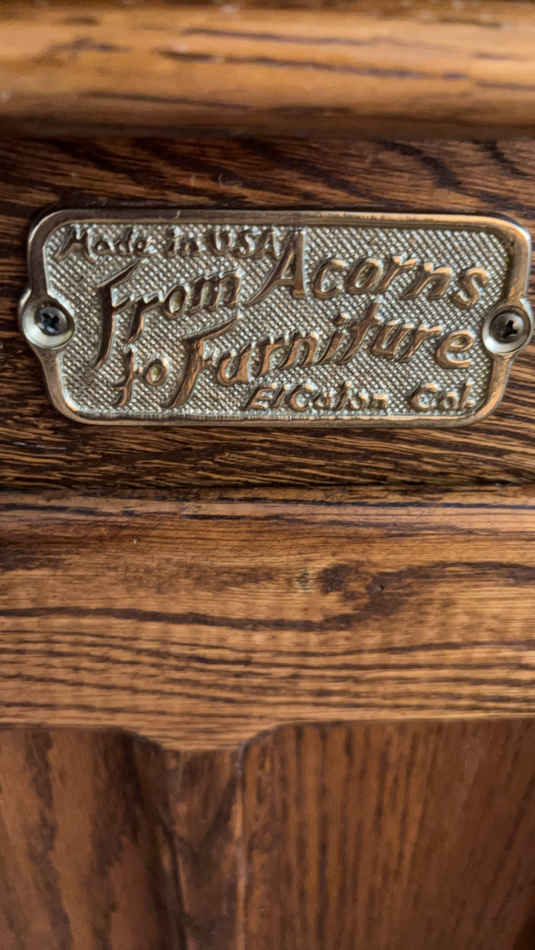 Made in USA
From Acorns
to Furniture
El Cajon Cal.